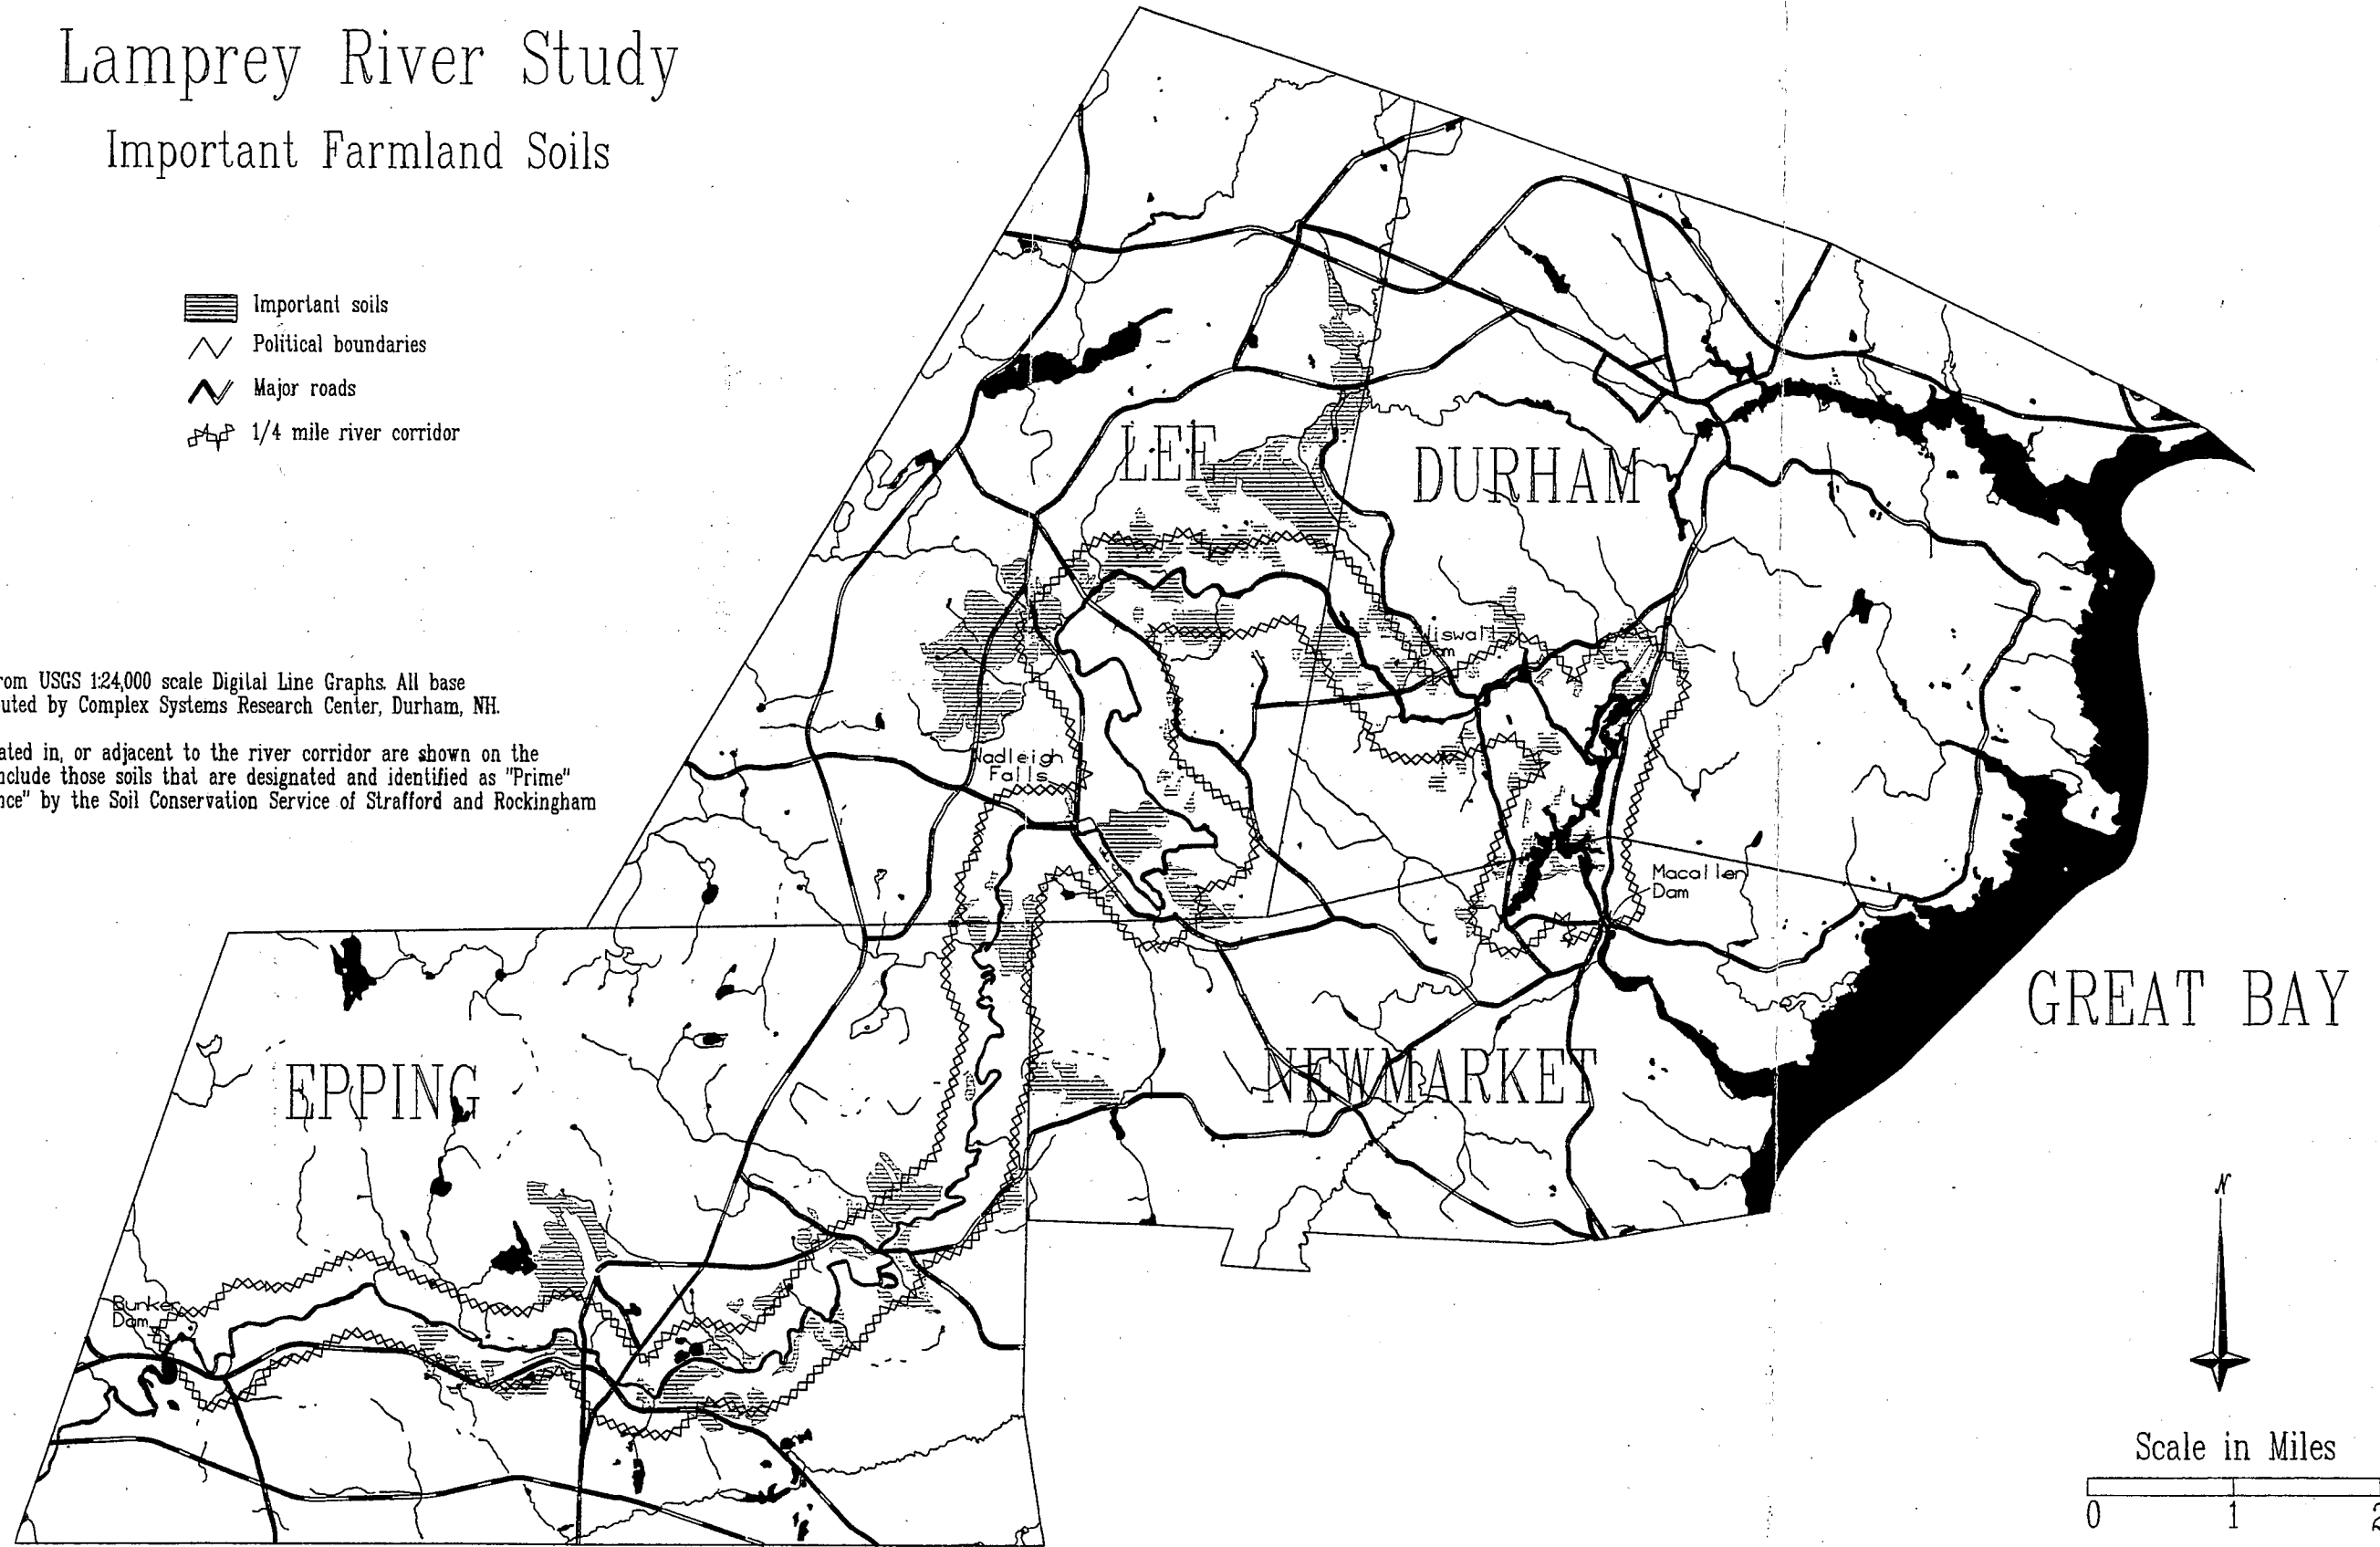 Lamprey River Study
Important Farmland Soils
Important soils
Political boundaries
Major roads
1/4 mile river corridor
rom USGS 1:24,000 scale Digital Line Graphs. All base
uted by Complex Systems Research Center, Durham, NH.
ated in, or adjacent to the river corridor are shown on the
nclude those soils that are designated and identified as "Prime"
nce" by the Soil Conservation Service of Strafford and Rockingham
LEE
DURHAM
Wiswall
Dam
Wadleigh
Falls
Macallen
Dam
GREAT BAY
EPPING
NEWMARKET
Bunker
Dam
N
Scale in Miles
0 1 2